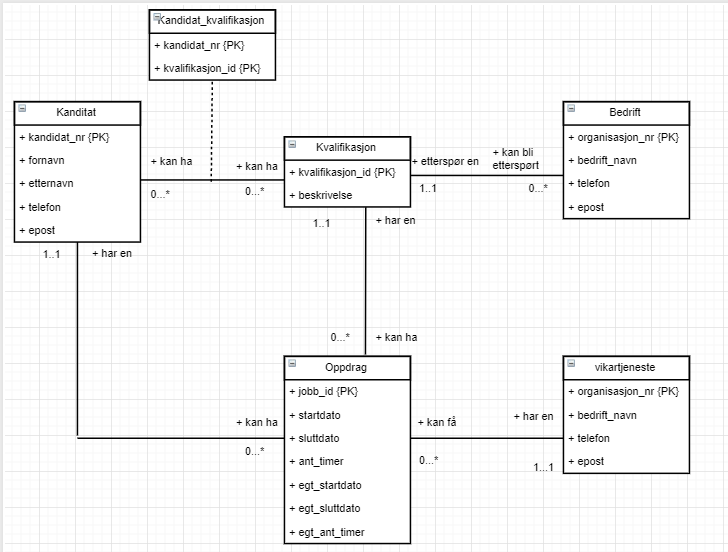 Kandidat_kvalifikasjon
+ kandidat_nr {PK}
+ kvalifikasjon_id {PK}
Kanditat
+ kandidat_nr {PK}
+ fornavn
+ etternavn
+ telefon
+ epost
+ kan ha
0...*
+ kan ha
0...*
Kvalifikasjon
+ kvalifikasjon_id {PK}
+ beskrivelse
+ etterspør en
1..1
+ kan bli
etterspørt
0...*
Bedrift
+ organisasjon_nr {PK}
+ bedrift_navn
+ telefon
+ epost
1..1
+ har en
1..1
+ har en
0...*
+ kan ha
+ kan ha
0...*
Oppdrag
+ jobb_id {PK}
+ startdato
+ sluttdato
+ ant_timer
+ egt_startdato
+ egt_sluttdato
+ egt_ant_timer
+ kan få
0...*
+ har en
1...1
vikartjeneste
+ organisasjon_nr {PK}
+ bedrift_navn
+ telefon
+ epost